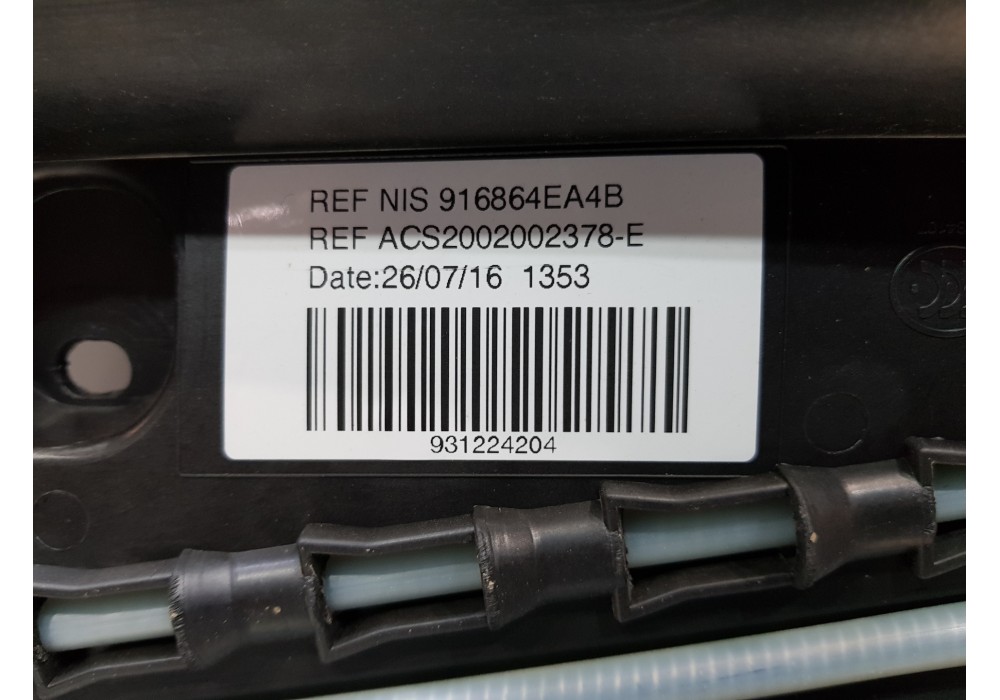 REF NIS 916864EA4B
REF ACS2002002378-E
Date:26/07/16 1353
931224204